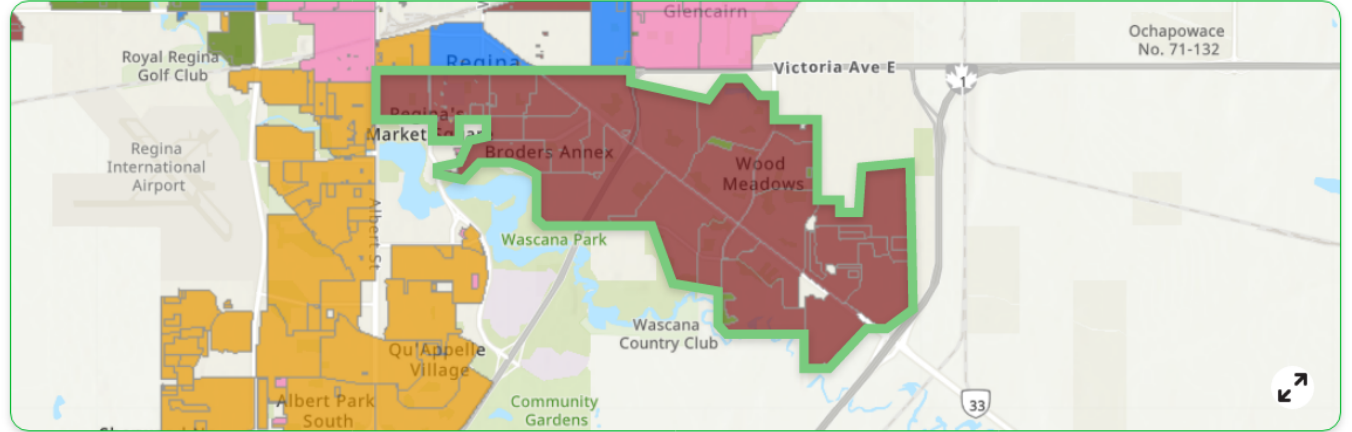 Glencairn
Ochapowace
No. 71-132
Royal Regina
Golf Club
Regina
Victoria Ave E
1
Regina's
Market Square
Regina
International
Airport
Broders Annex
Wood
Meadows
Albert St
Wascana Park
Wascana
Country Club
Qu'Appelle
Village
33
Albert Park
South
Community
Gardens